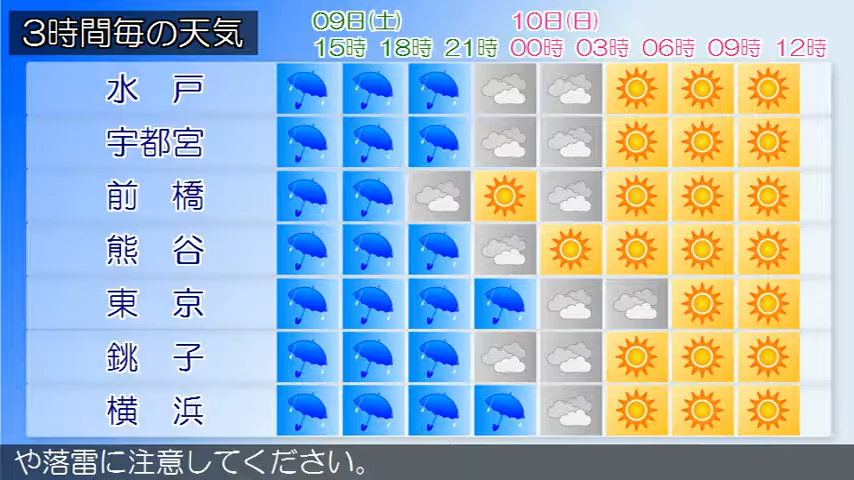 3時間毎の天気
09日(土) 10日(日)
15時 18時 21時 00時 03時 06時 09時 12時
水 戸
宇都宮
前 橋
熊 谷
東 京
銚 子
横 浜
や落雷に注意してください。